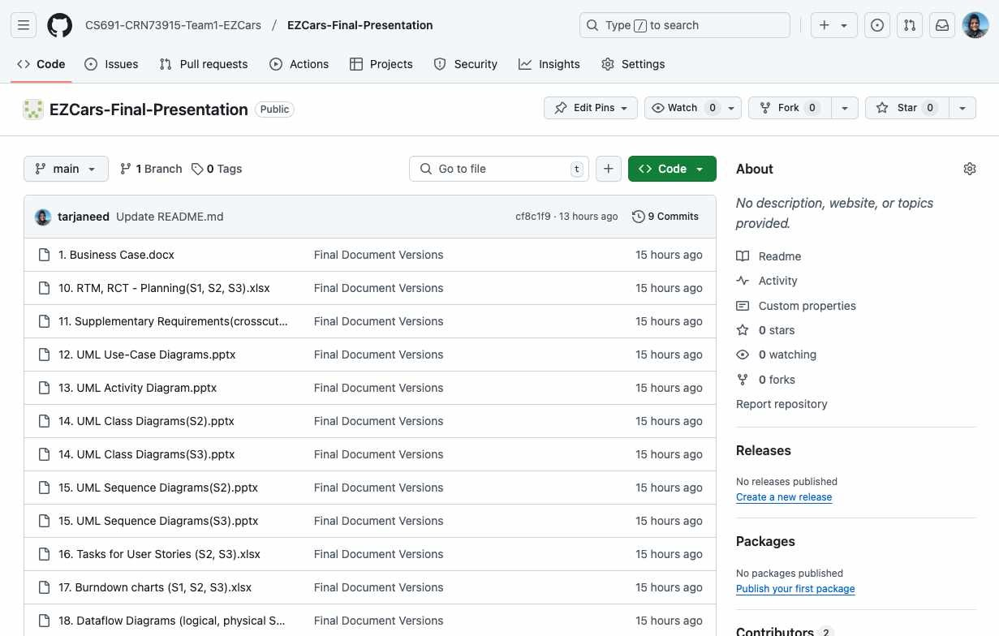 CS691-CRN73915-Team1-EZCars / EZCars-Final-Presentation Type / to search
Code Issues Pull requests Actions Projects Security Insights Settings
EZCars-Final-Presentation Public Edit Pins Watch 0 Fork 0 Star 0
main 1 Branch 0 Tags Go to file t Code
tarjaneed Update README.md cf8c1f9 · 13 hours ago 9 Commits
1. Business Case.docx Final Document Versions 15 hours ago
10. RTM, RCT - Planning(S1, S2, S3).xlsx Final Document Versions 15 hours ago
11. Supplementary Requirements(crosscut... Final Document Versions 15 hours ago
12. UML Use-Case Diagrams.pptx Final Document Versions 15 hours ago
13. UML Activity Diagram.pptx Final Document Versions 15 hours ago
14. UML Class Diagrams(S2).pptx Final Document Versions 15 hours ago
14. UML Class Diagrams(S3).pptx Final Document Versions 15 hours ago
15. UML Sequence Diagrams(S2).pptx Final Document Versions 15 hours ago
15. UML Sequence Diagrams(S3).pptx Final Document Versions 15 hours ago
16. Tasks for User Stories (S2, S3).xlsx Final Document Versions 15 hours ago
17. Burndown charts (S1, S2, S3).xlsx Final Document Versions 15 hours ago
18. Dataflow Diagrams (logical, physical S... Final Document Versions 15 hours ago
About
No description, website, or topics
provided.
Readme
Activity
Custom properties
0 stars
0 watching
0 forks
Report repository
Releases
No releases published
Create a new release
Packages
No packages published
Publish your first package
Contributors 2